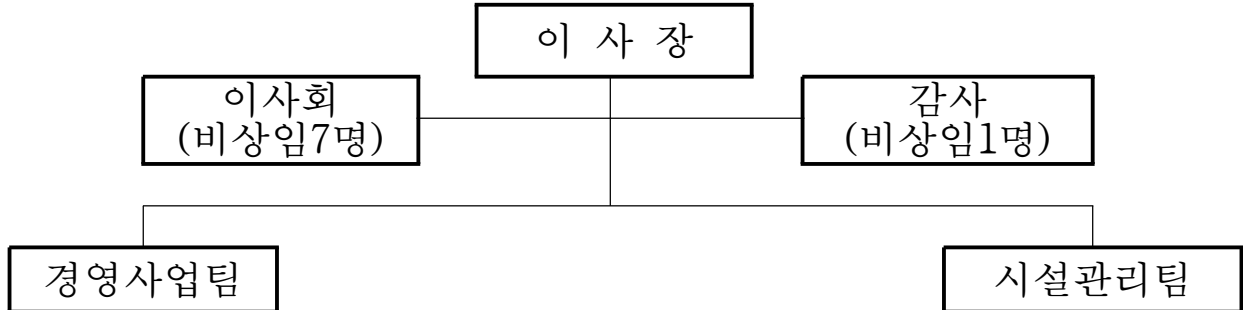 이 사 장
이사회
(비상임7명)
감사
(비상임1명)
경영사업팀
시설관리팀